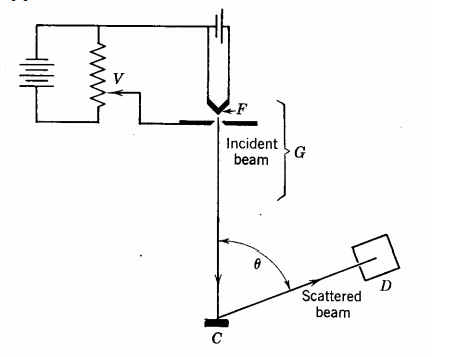 V
F
Incident
beam
G
θ
D
Scattered
beam
C